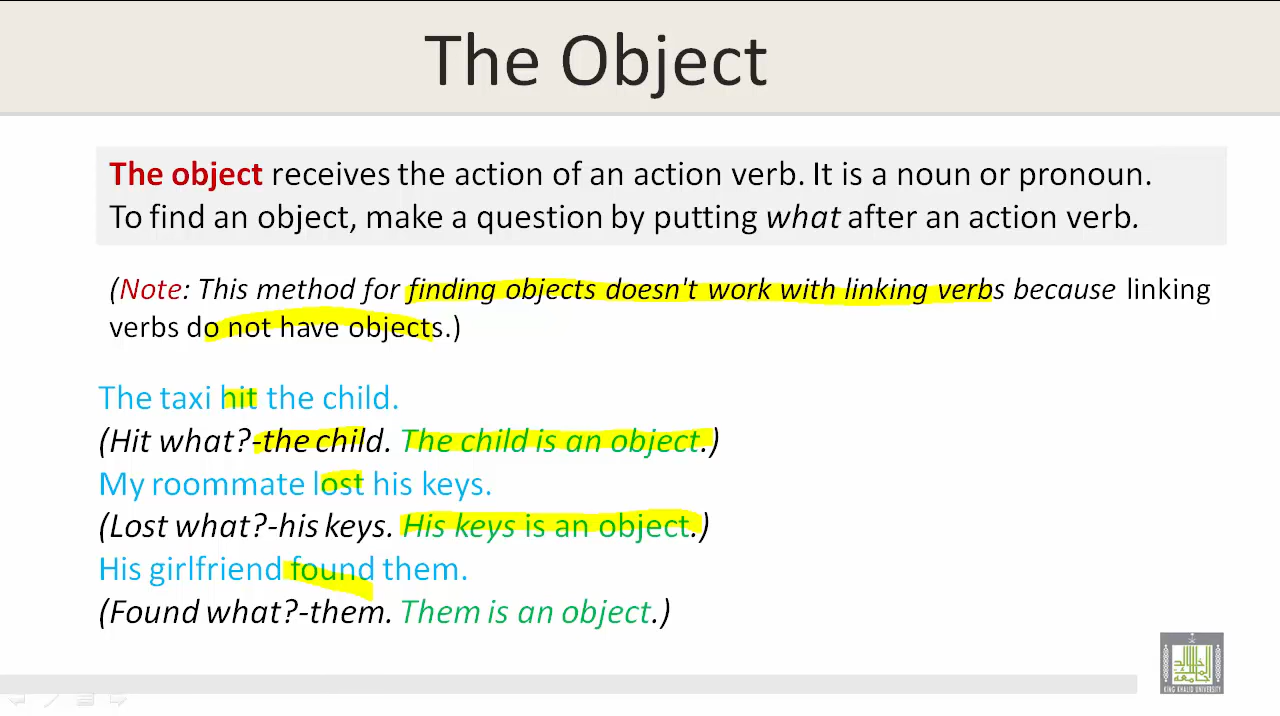 The Object
The object receives the action of an action verb. It is a noun or pronoun.
To find an object, make a question by putting what after an action verb.
(Note: This method for finding objects doesn't work with linking verbs because linking
verbs do not have objects.)
The taxi hit the child.
(Hit what?-the child. The child is an object.)
My roommate lost his keys.
(Lost what?-his keys. His keys is an object.)
His girlfriend found them.
(Found what?-them. Them is an object.)
KING KHALID UNIVERSITY